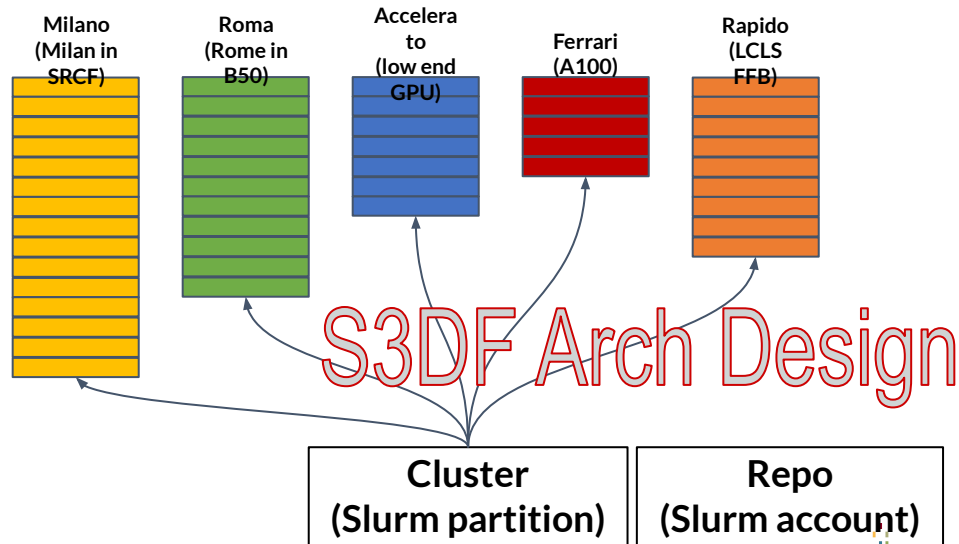 Milano
(Milan in
SRCF)
Roma
(Rome in
B50)
Accelera
to
(low end
GPU)
Ferrari
(A100)
Rapido
(LCLS
FFB)
S3DF Arch Design
Cluster
(Slurm partition)
Repo
(Slurm account)